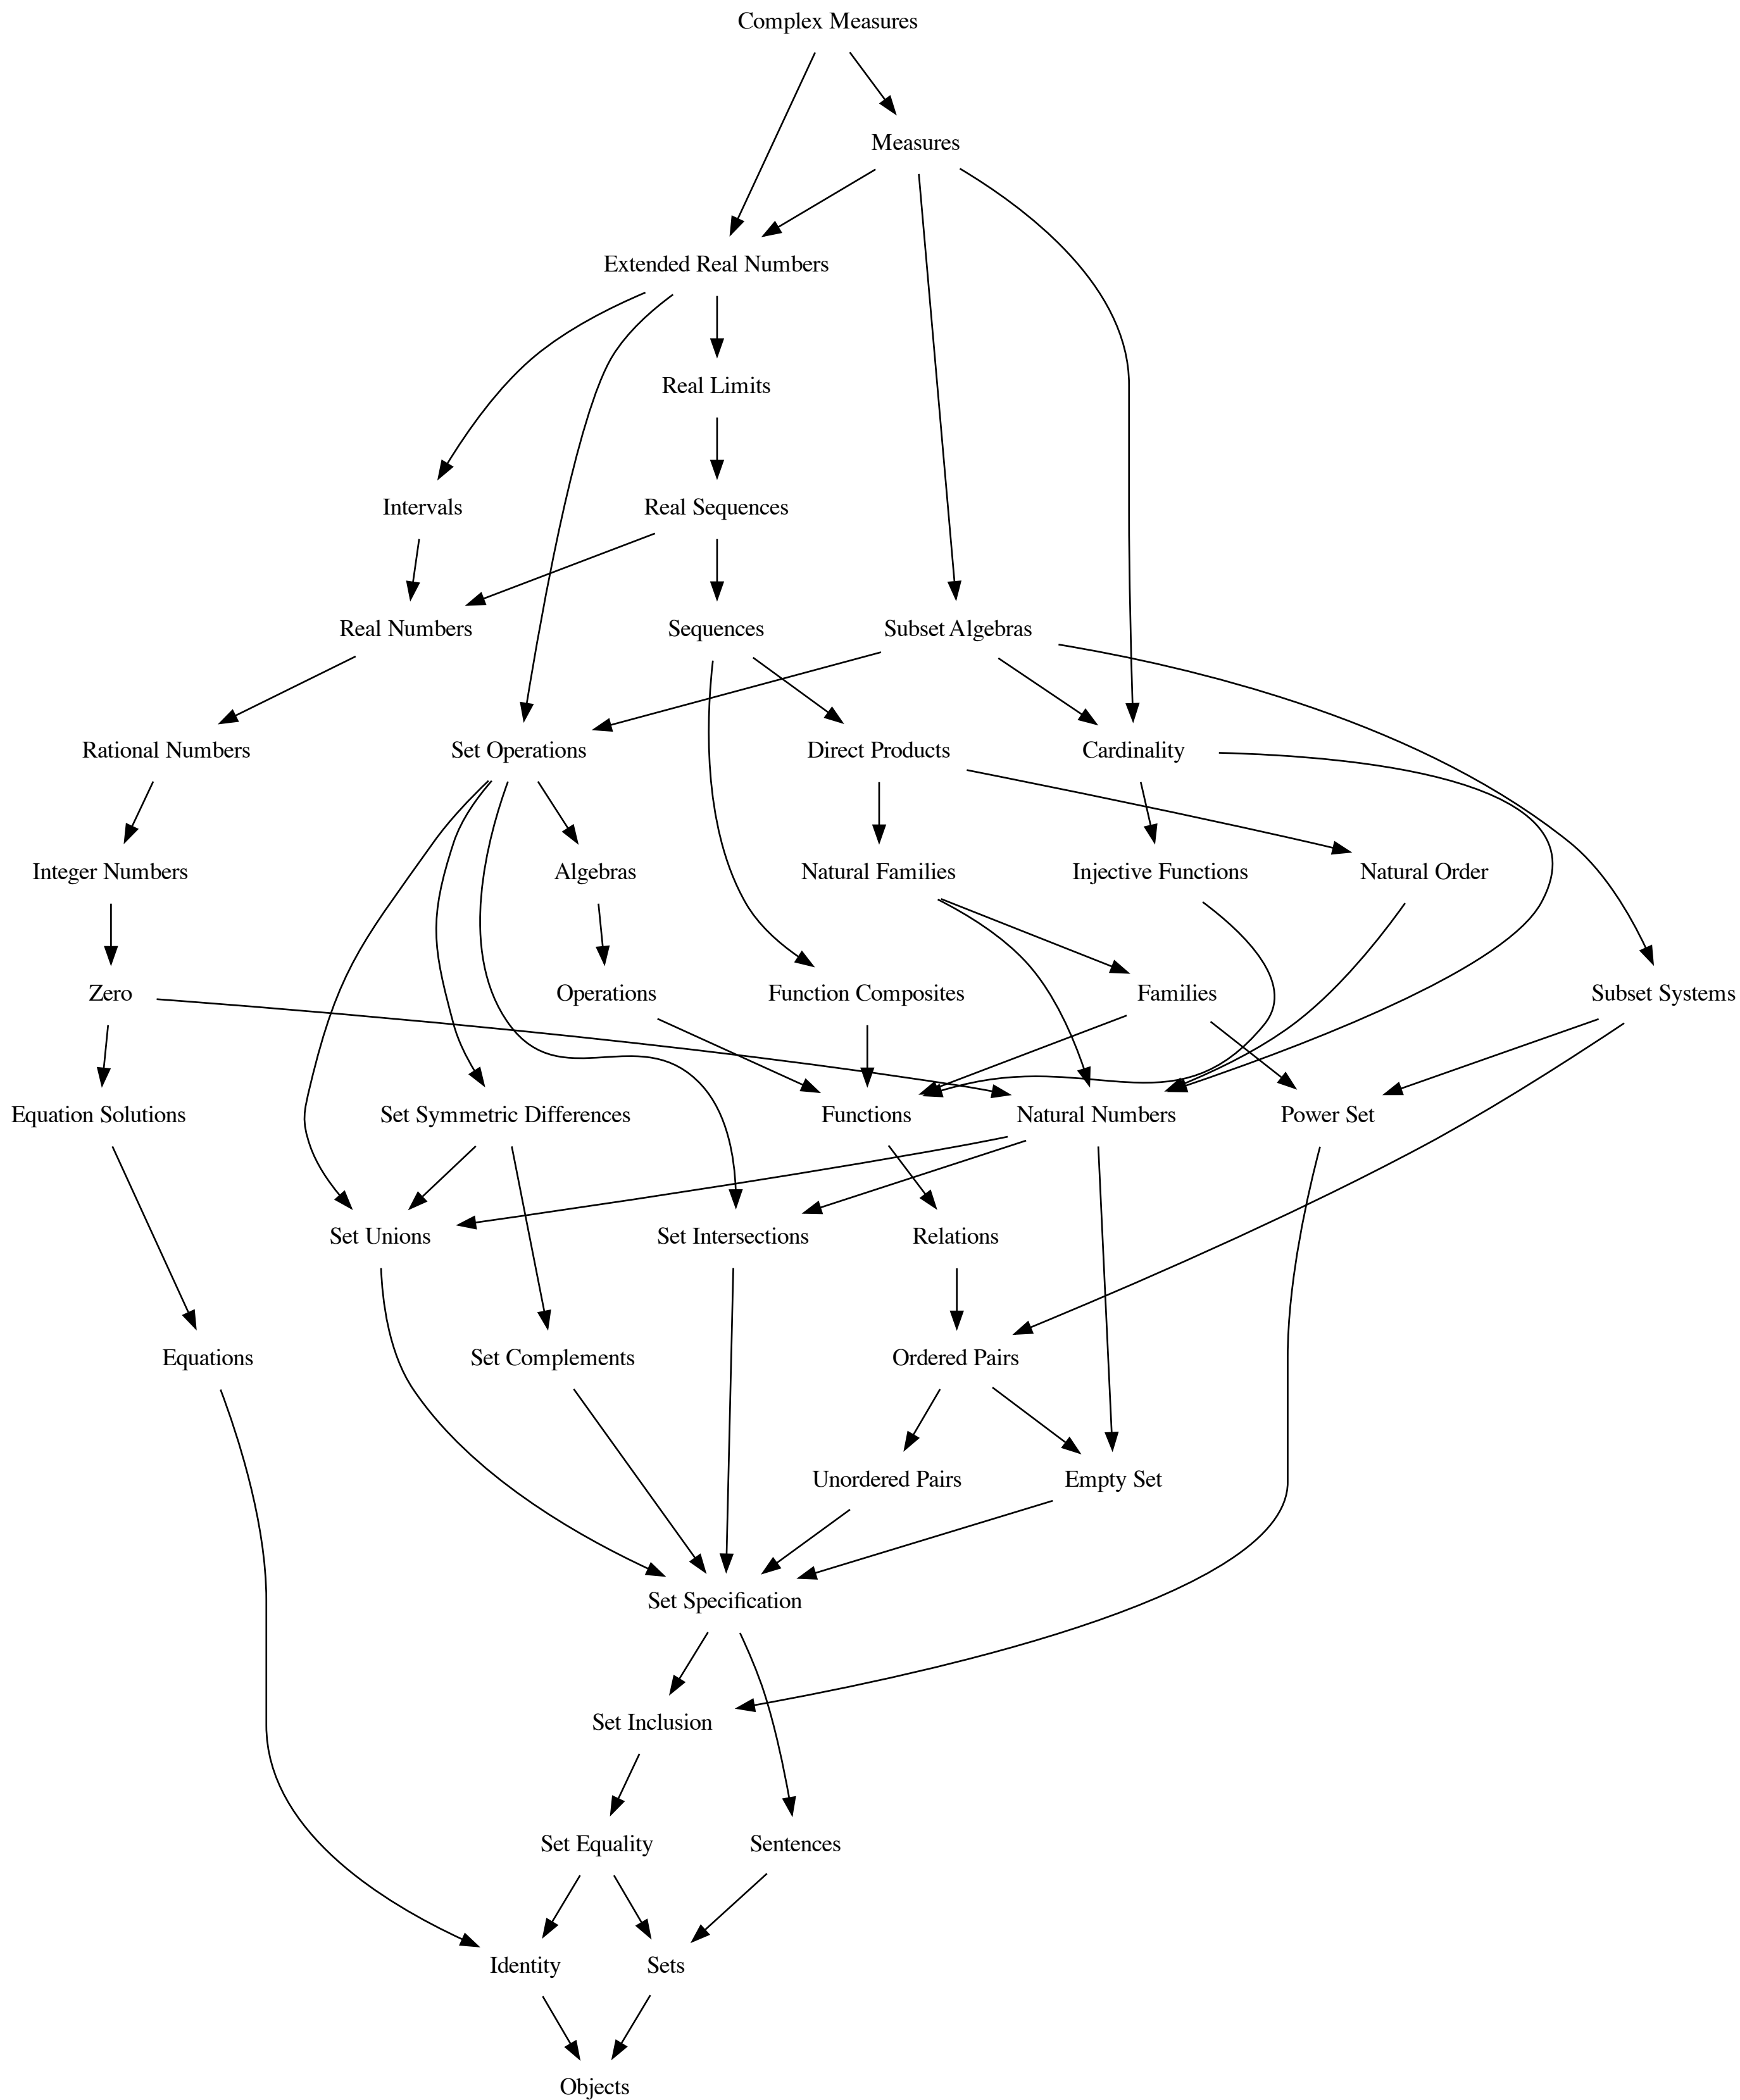 Complex Measures
Measures
Extended Real Numbers
Real Limits
Intervals
Real Sequences
Real Numbers
Sequences
Subset Algebras
Rational Numbers
Set Operations
Direct Products
Cardinality
Integer Numbers
Algebras
Natural Families
Injective Functions
Natural Order
Zero
Operations
Function Composites
Families
Subset Systems
Equation Solutions
Set Symmetric Differences
Functions
Natural Numbers
Power Set
Set Unions
Set Intersections
Relations
Equations
Set Complements
Ordered Pairs
Unordered Pairs
Empty Set
Set Specification
Set Inclusion
Set Equality
Sentences
Identity
Sets
Objects